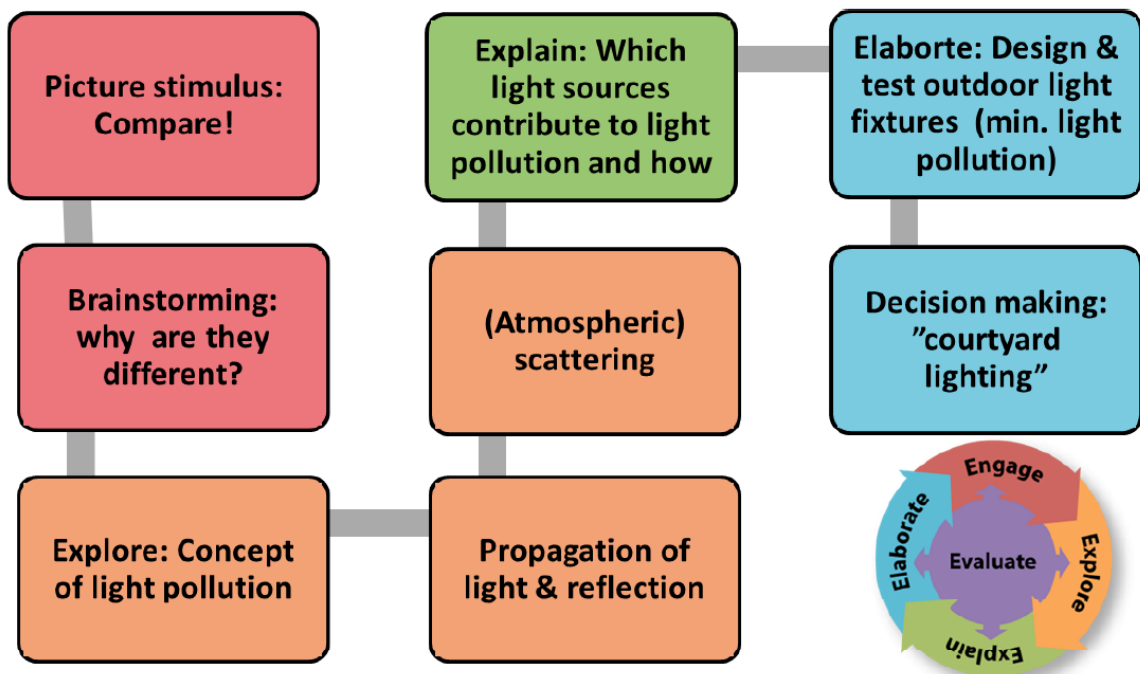 Picture stimulus:
Compare!
Brainstorming:
why are they
different?
Explore: Concept
of light pollution
Propagation of
light & reflection
(Atmospheric)
scattering
Explain: Which
light sources
contribute to light
pollution and how
Elaborte: Design &
test outdoor light
fixtures (min. light
pollution)
Decision making:
”courtyard
lighting”
Engage
Explore
Explain
Elaborate
Evaluate